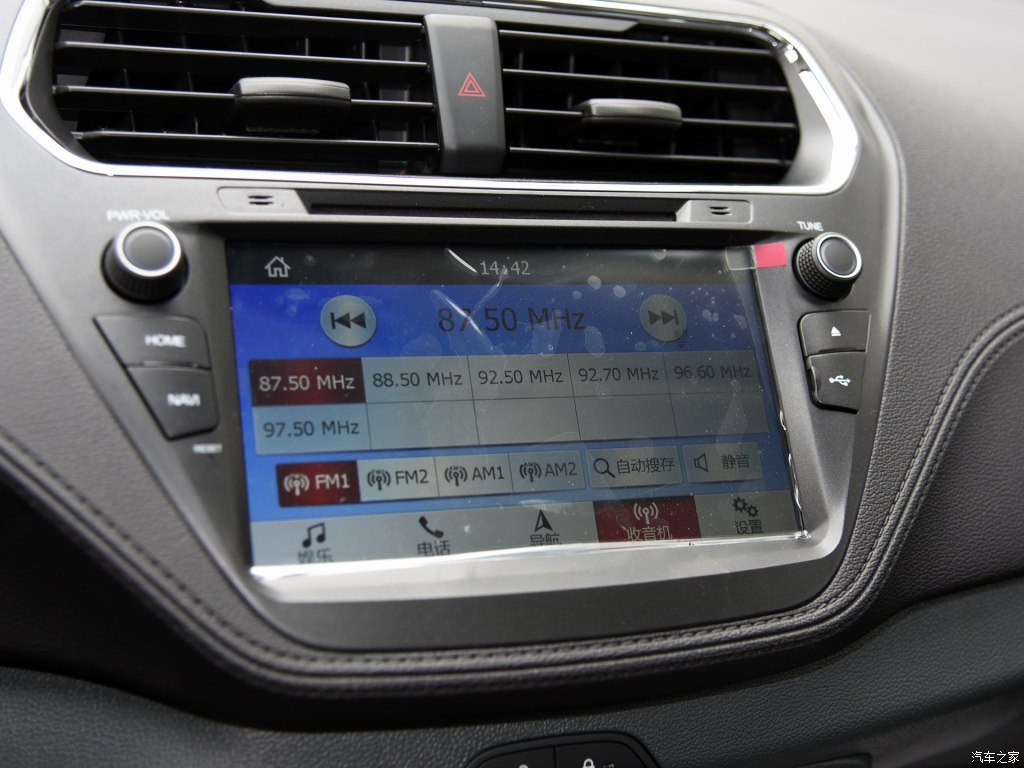 PWR VOL
TUNE
HOME
NAVI
RESET
14:42
87.50 MHz
87.50 MHz 88.50 MHz 92.50 MHz 92.70 MHz 96.60 MHz
97.50 MHz
FM1 FM2 AM1 AM2 自动搜存 静音
娱乐 电话 导航 收音机 设置
汽车之家